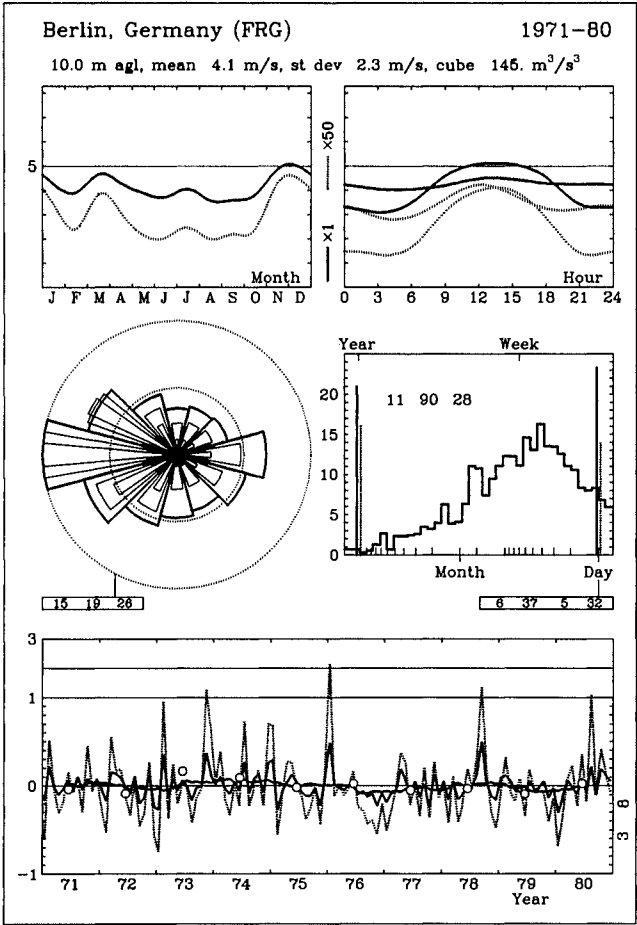 Berlin, Germany (FRG) 1971-80
10.0 m agl, mean 4.1 m/s, st dev 2.3 m/s, cube 145. m³/s³
5
×50
×1
Month
J F M A M J J A S O N D
Hour
0 3 6 9 12 15 18 21 24
Year Week
20
15
10
5
0
11 90 28
Month Day
15 19 26
6 37 5 32
3
1
0
-1
3 8
71 72 73 74 75 76 77 78 79 80
Year